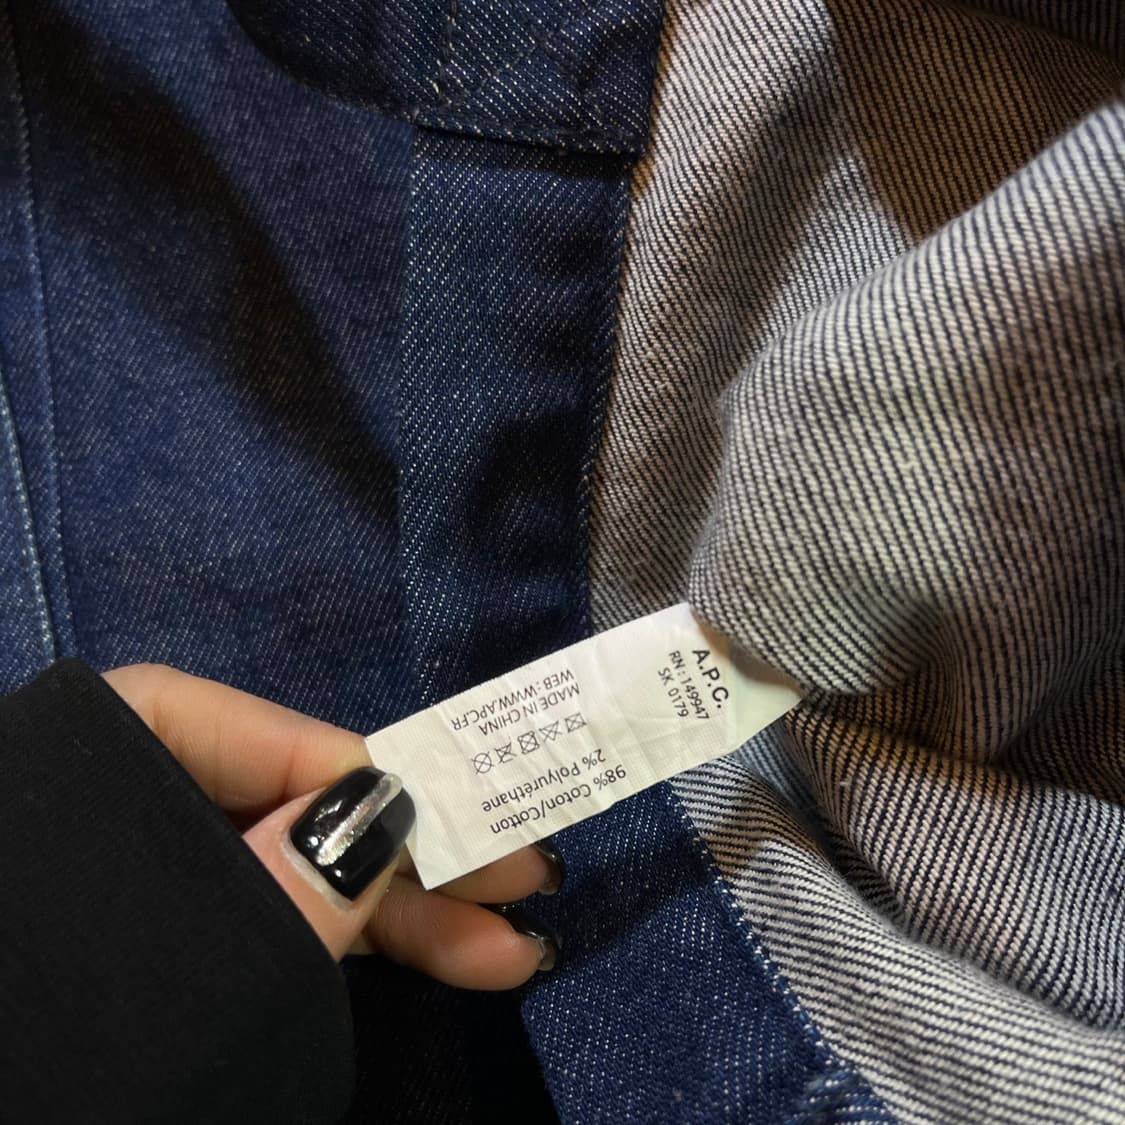 A.P.C.
RN : 149947
SK 0179
98% Coton/Cotton
2% Polyuréthane
MADE IN CHINA
WEB : WWW.APC.FR